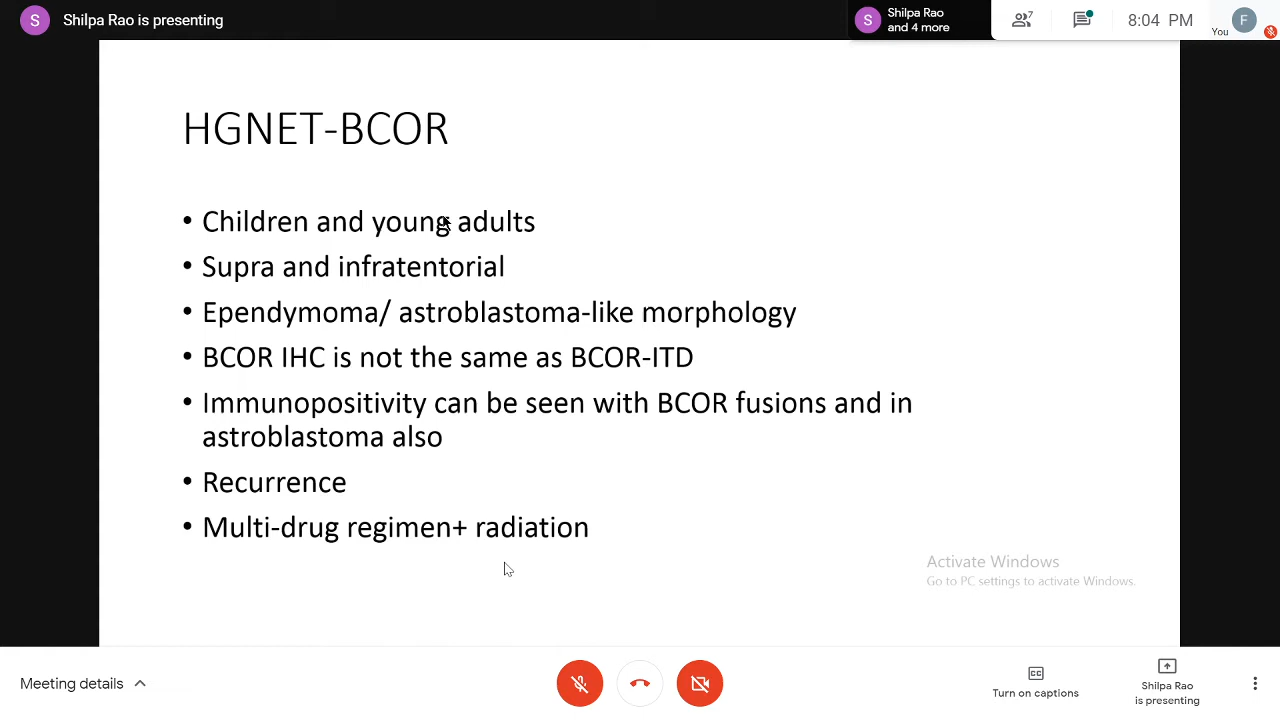 S
Shilpa Rao is presenting
S
Shilpa Rao
and 4 more
7
8:04 PM
You
F
HGNET-BCOR
• Children and young adults
• Supra and infratentorial
• Ependymoma/ astroblastoma-like morphology
• BCOR IHC is not the same as BCOR-ITD
• Immunopositivity can be seen with BCOR fusions and in
astroblastoma also
• Recurrence
• Multi-drug regimen+ radiation
Activate Windows
Go to PC settings to activate Windows.
Meeting details
CC
Turn on captions
Shilpa Rao
is presenting